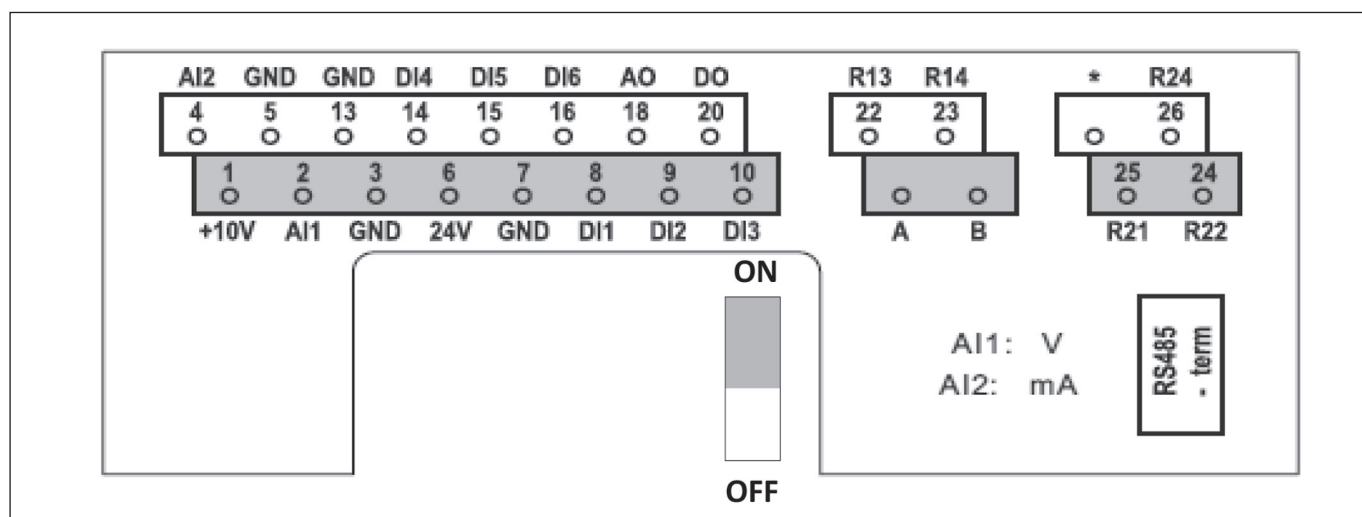 AI2 GND GND DI4 DI5 DI6 AO DO R13 R14 * R24
4 5 13 14 15 16 18 20 22 23 26
1 2 3 6 7 8 9 10 25 24
+10V AI1 GND 24V GND DI1 DI2 DI3 A B R21 R22
ON
AI1: V
AI2: mA
RS485
- term
OFF